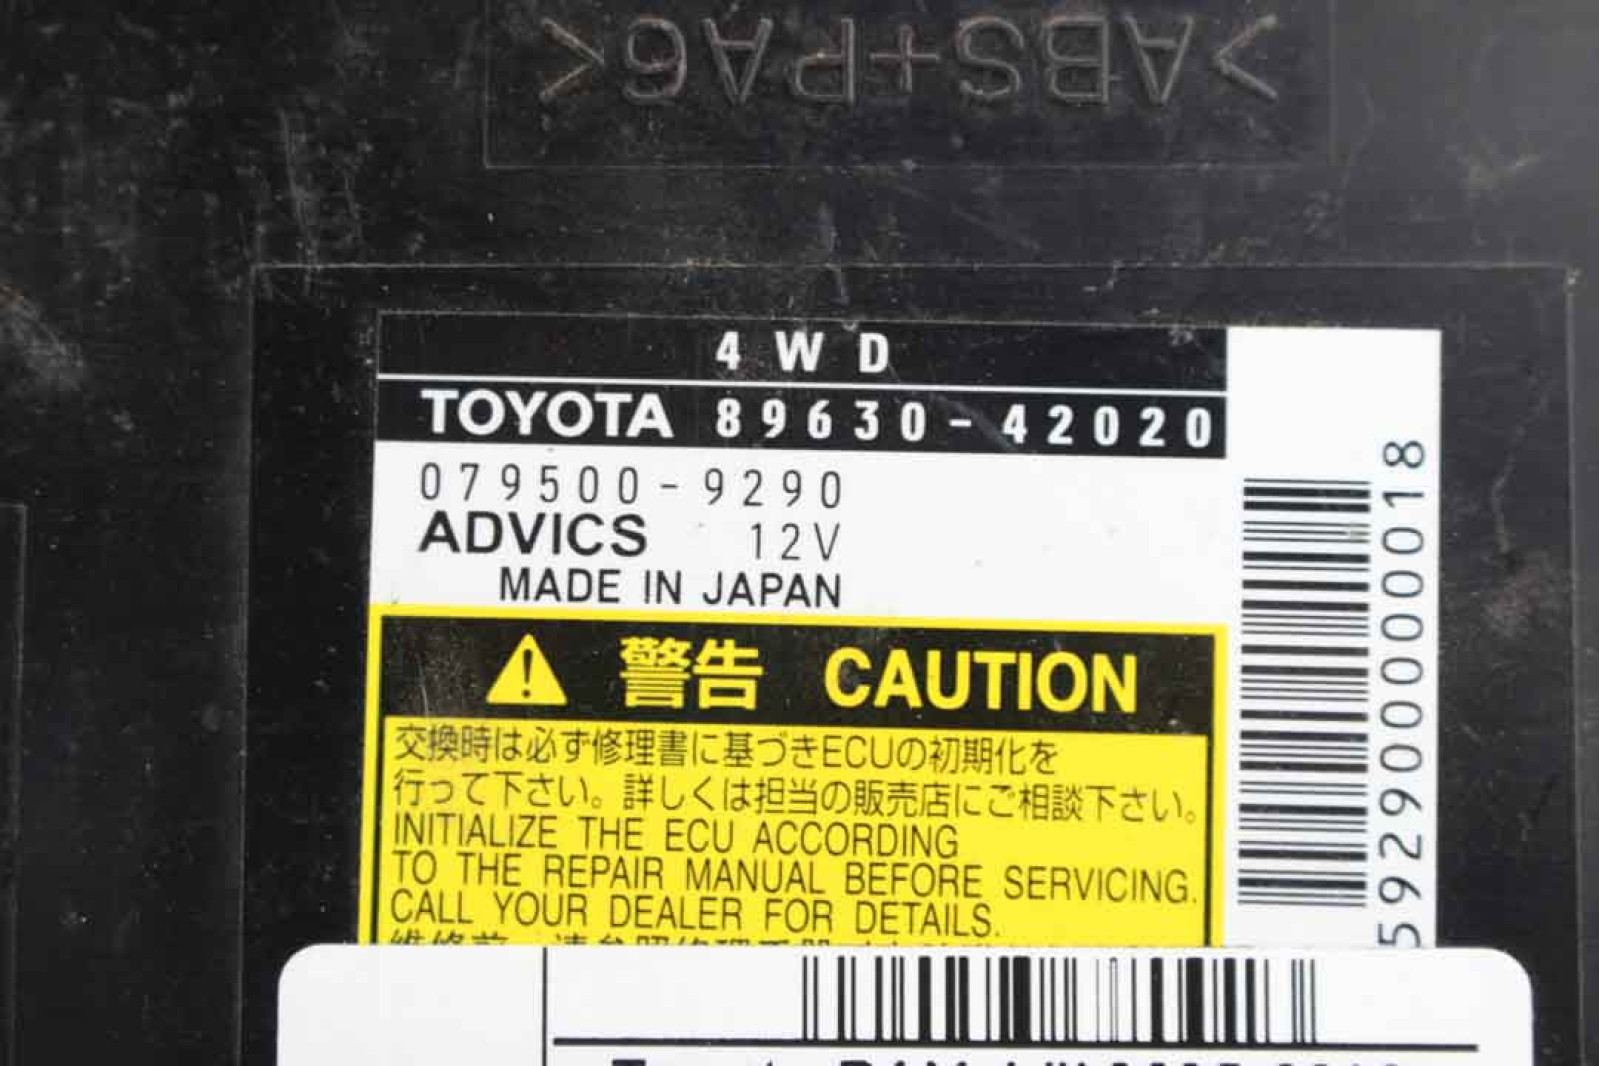 >ABS+PA6<
4WD
TOYOTA 89630-42020
079500-9290
ADVICS 12V
MADE IN JAPAN
警告 CAUTION
交換時は必ず修理書に基づきECUの初期化を
行って下さい。詳しくは担当の販売店にご相談下さい。
INITIALIZE THE ECU ACCORDING
TO THE REPAIR MANUAL BEFORE SERVICING.
CALL YOUR DEALER FOR DETAILS.
59290000018